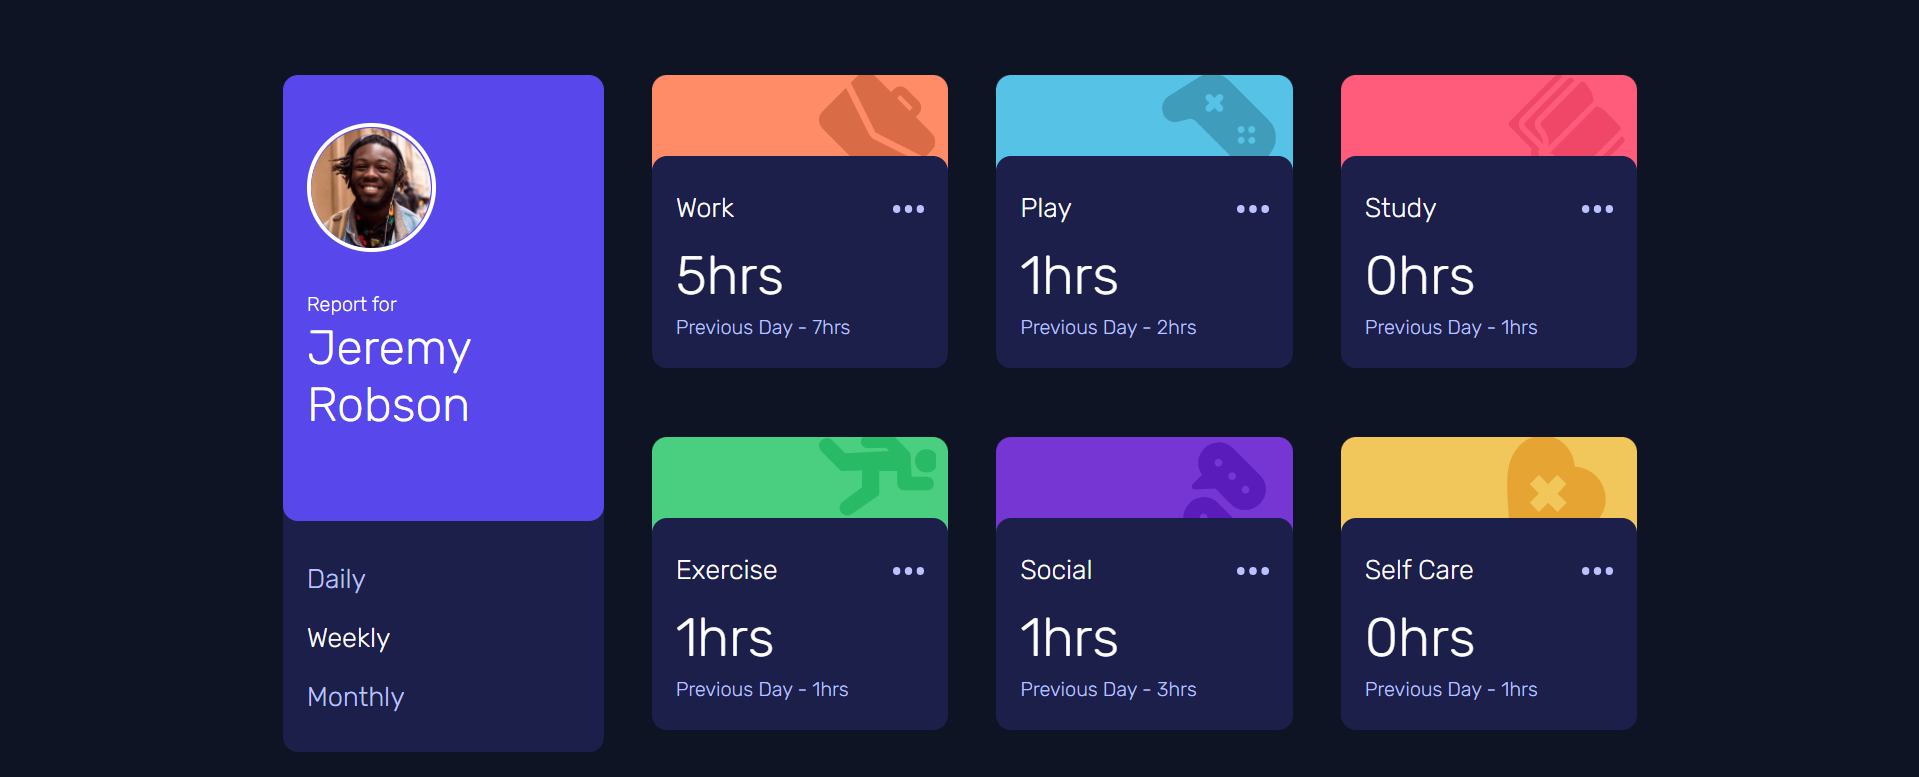 Report for
Jeremy
Robson
Daily
Weekly
Monthly
Work
5hrs
Previous Day - 7hrs
Play
1hrs
Previous Day - 2hrs
Study
0hrs
Previous Day - 1hrs
Exercise
1hrs
Previous Day - 1hrs
Social
1hrs
Previous Day - 3hrs
Self Care
0hrs
Previous Day - 1hrs